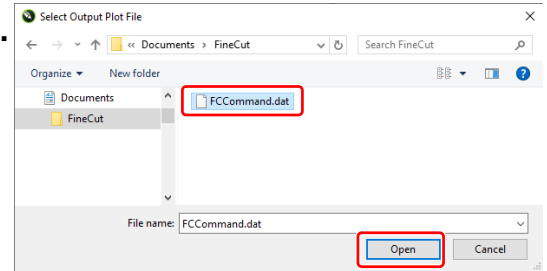 Select Output Plot File
« Documents › FineCut
Search FineCut
Organize
New folder
Documents
FineCut
FCCommand.dat
File name: FCCommand.dat
Open
Cancel